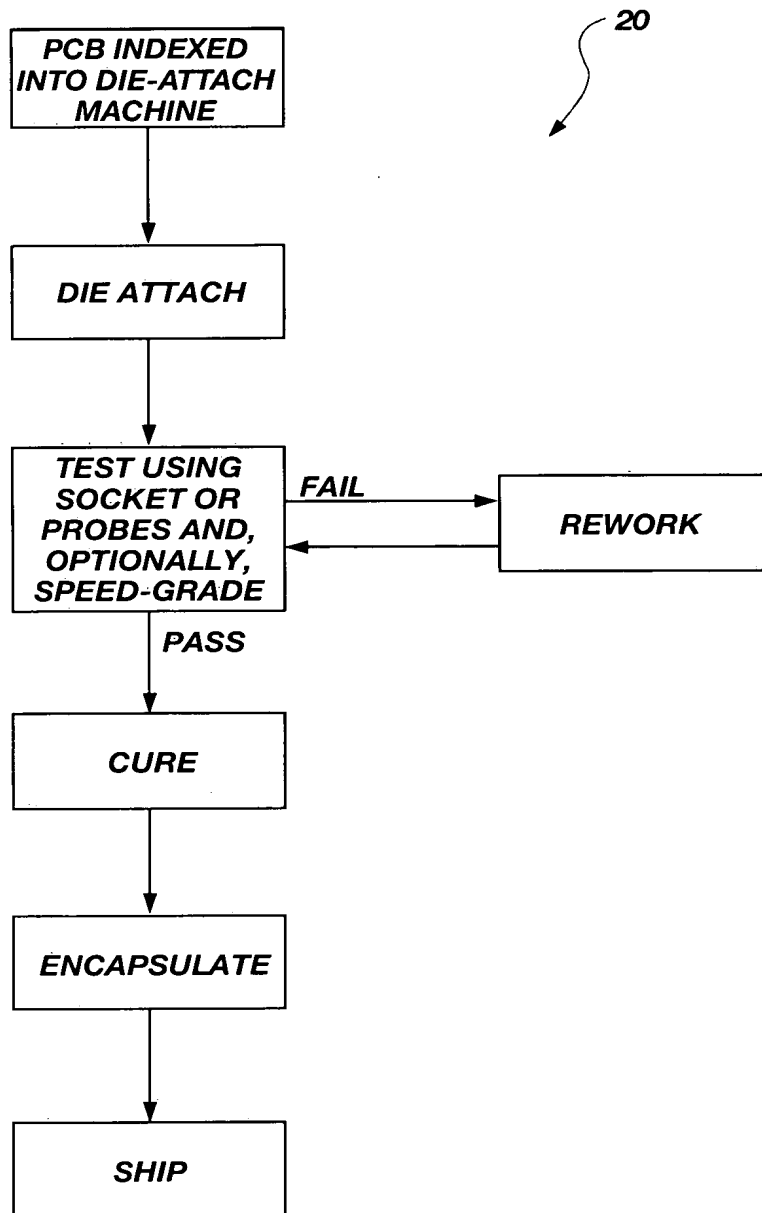 20
PCB INDEXED
INTO DIE-ATTACH
MACHINE
DIE ATTACH
TEST USING
SOCKET OR
PROBES AND,
OPTIONALLY,
SPEED-GRADE
FAIL
REWORK
PASS
CURE
ENCAPSULATE
SHIP